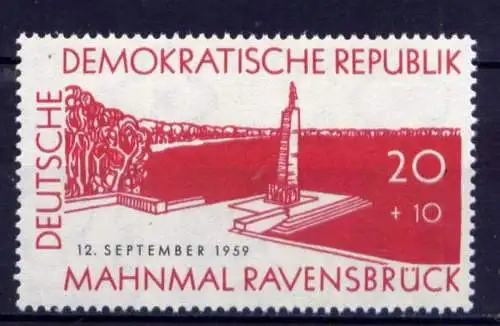 DEUTSCHE
DEMOKRATISCHE REPUBLIK
20
+ 10
12. SEPTEMBER 1959
MAHNMAL RAVENSBRÜCK